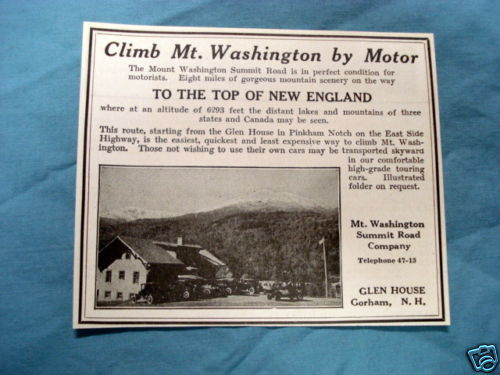 Climb Mt. Washington by Motor
The Mount Washington Summit Road is in perfect condition for
motorists. Eight miles of gorgeous mountain scenery on the way
TO THE TOP OF NEW ENGLAND
where at an altitude of 6293 feet the distant lakes and mountains of three
states and Canada may be seen.
This route, starting from the Glen House in Pinkham Notch on the East Side
Highway, is the easiest, quickest and least expensive way to climb Mt. Wash-
ington. Those not wishing to use their own cars may be transported skyward
in our comfortable
high-grade touring
cars. Illustrated
folder on request.
Mt. Washington
Summit Road
Company
Telephone 47-15
GLEN HOUSE
Gorham, N. H.